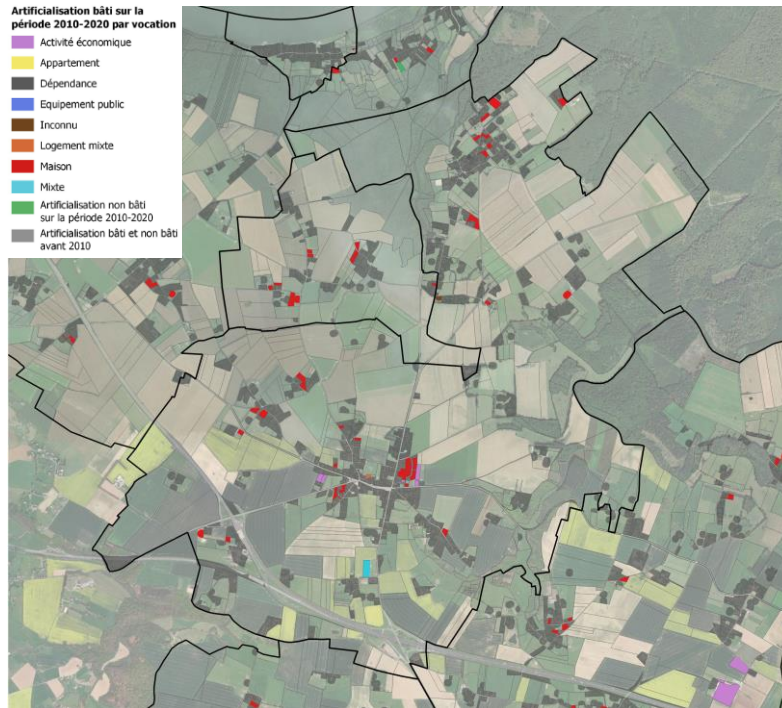 Artificialisation bâti sur la
période 2010-2020 par vocation
Activité économique
Appartement
Dépendance
Equipement public
Inconnu
Logement mixte
Maison
Mixte
Artificialisation non bâti
sur la période 2010-2020
Artificialisation bâti et non bâti
avant 2010